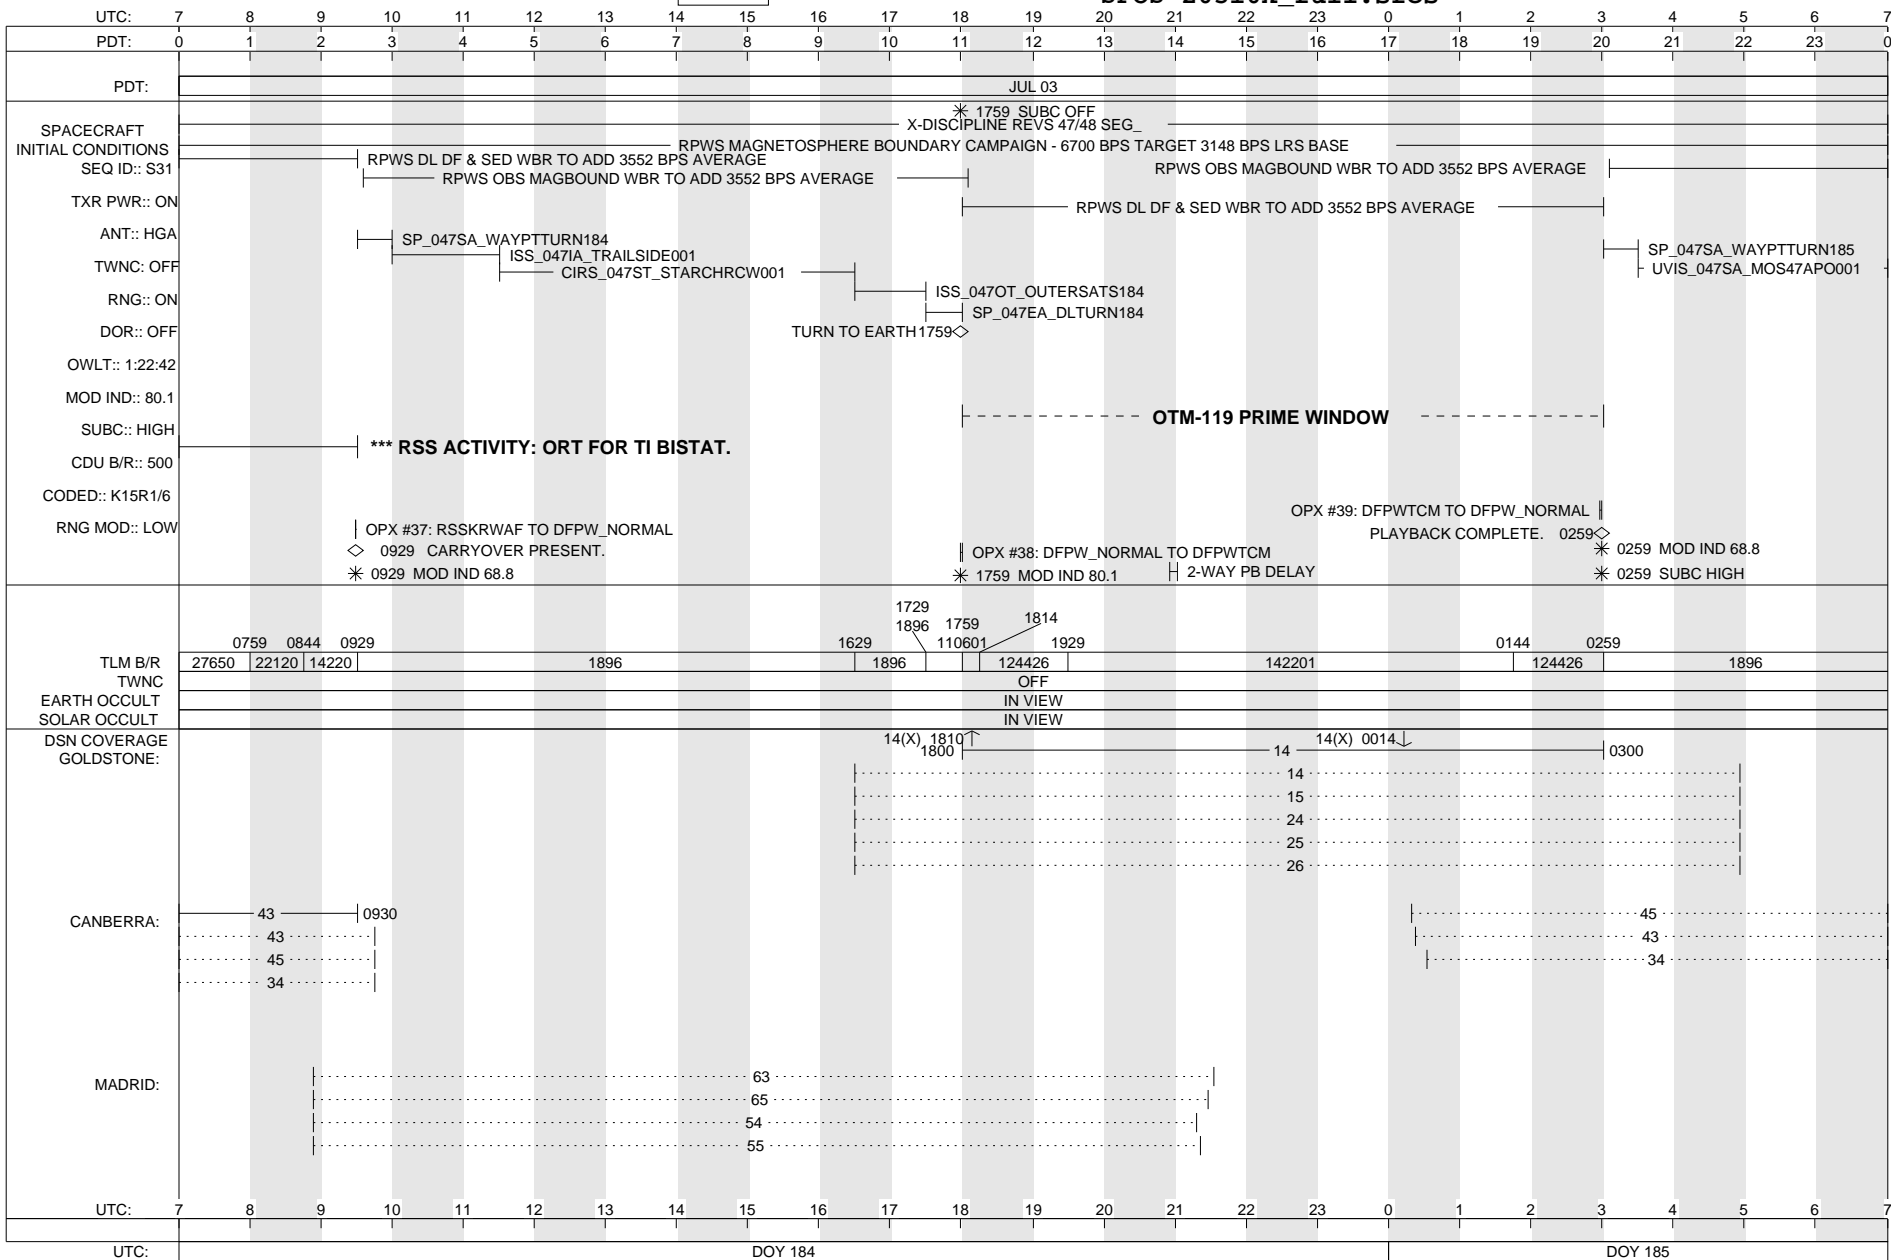 UTC: 7 8 9 10 11 12 13 14 15 16 17 18 19 20 21 22 23 0 1 2 3 4 5 6 7
PDT: 0 1 2 3 4 5 6 7 8 9 10 11 12 13 14 15 16 17 18 19 20 21 22 23 0
PDT: JUL 03
1759 SUBC OFF
SPACECRAFT
INITIAL CONDITIONS
X-DISCIPLINE REVS 47/48 SEG_
RPWS MAGNETOSPHERE BOUNDARY CAMPAIGN - 6700 BPS TARGET 3148 BPS LRS BASE
SEQ ID:: S31
RPWS DL DF & SED WBR TO ADD 3552 BPS AVERAGE
RPWS OBS MAGBOUND WBR TO ADD 3552 BPS AVERAGE
RPWS OBS MAGBOUND WBR TO ADD 3552 BPS AVERAGE
TXR PWR:: ON
RPWS DL DF & SED WBR TO ADD 3552 BPS AVERAGE
ANT:: HGA
SP_047SA_WAYPTTURN184
SP_047SA_WAYPTTURN185
ISS_047IA_TRAILSIDE001
TWNC: OFF
CIRS_047ST_STARCHRCW001
UVIS_047SA_MOS47APO001
RNG:: ON
ISS_047OT_OUTERSATS184
SP_047EA_DLTURN184
DOR:: OFF
TURN TO EARTH 1759
OWLT:: 1:22:42
MOD IND:: 80.1
OTM-119 PRIME WINDOW
SUBC:: HIGH
*** RSS ACTIVITY: ORT FOR TI BISTAT.
CDU B/R:: 500
CODED:: K15R1/6
OPX #39: DFPWTCM TO DFPW_NORMAL
RNG MOD:: LOW
OPX #37: RSSKRWAF TO DFPW_NORMAL
PLAYBACK COMPLETE. 0259
0929 CARRYOVER PRESENT.
OPX #38: DFPW_NORMAL TO DFPWTCM
0259 MOD IND 68.8
0929 MOD IND 68.8
1759 MOD IND 80.1
2-WAY PB DELAY
0259 SUBC HIGH
1729
1896 1759 1814
0759 0844 0929 1629 110601 1929 0144 0259
TLM B/R 27650 22120 14220 1896 1896 124426 142201 124426 1896
TWNC OFF
EARTH OCCULT IN VIEW
SOLAR OCCULT IN VIEW
DSN COVERAGE
14(X) 1810
14(X) 0014
GOLDSTONE: 1800 14 0300
14
15
24
25
26
CANBERRA: 43 0930 45
43 43
45 34
34
MADRID: 63
65
54
55
UTC: 7 8 9 10 11 12 13 14 15 16 17 18 19 20 21 22 23 0 1 2 3 4 5 6 7
UTC: DOY 184 DOY 185